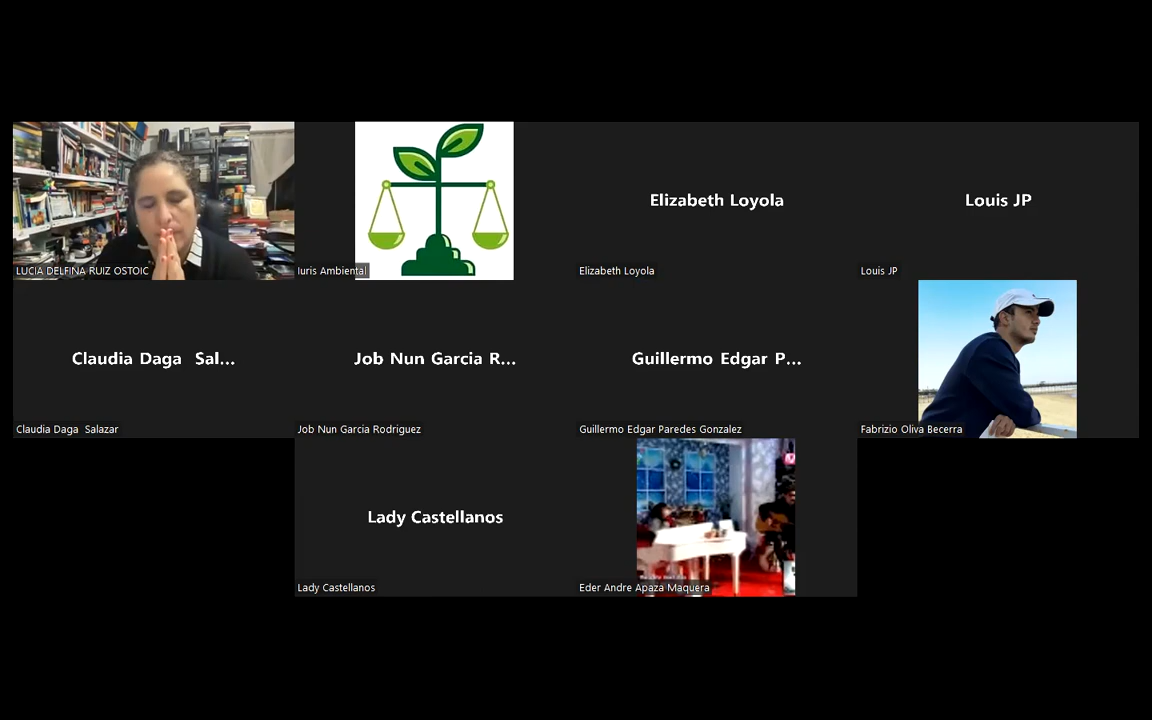 LUCIA DELFINA RUIZ OSTOIC
Iuris Ambiental
Elizabeth Loyola
Elizabeth Loyola
Louis JP
Louis JP
Claudia Daga Sal...
Claudia Daga Salazar
Job Nun Garcia R...
Job Nun Garcia Rodriguez
Guillermo Edgar P...
Guillermo Edgar Paredes Gonzalez
Fabrizio Oliva Becerra
Lady Castellanos
Lady Castellanos
Eder Andre Apaza Maquera